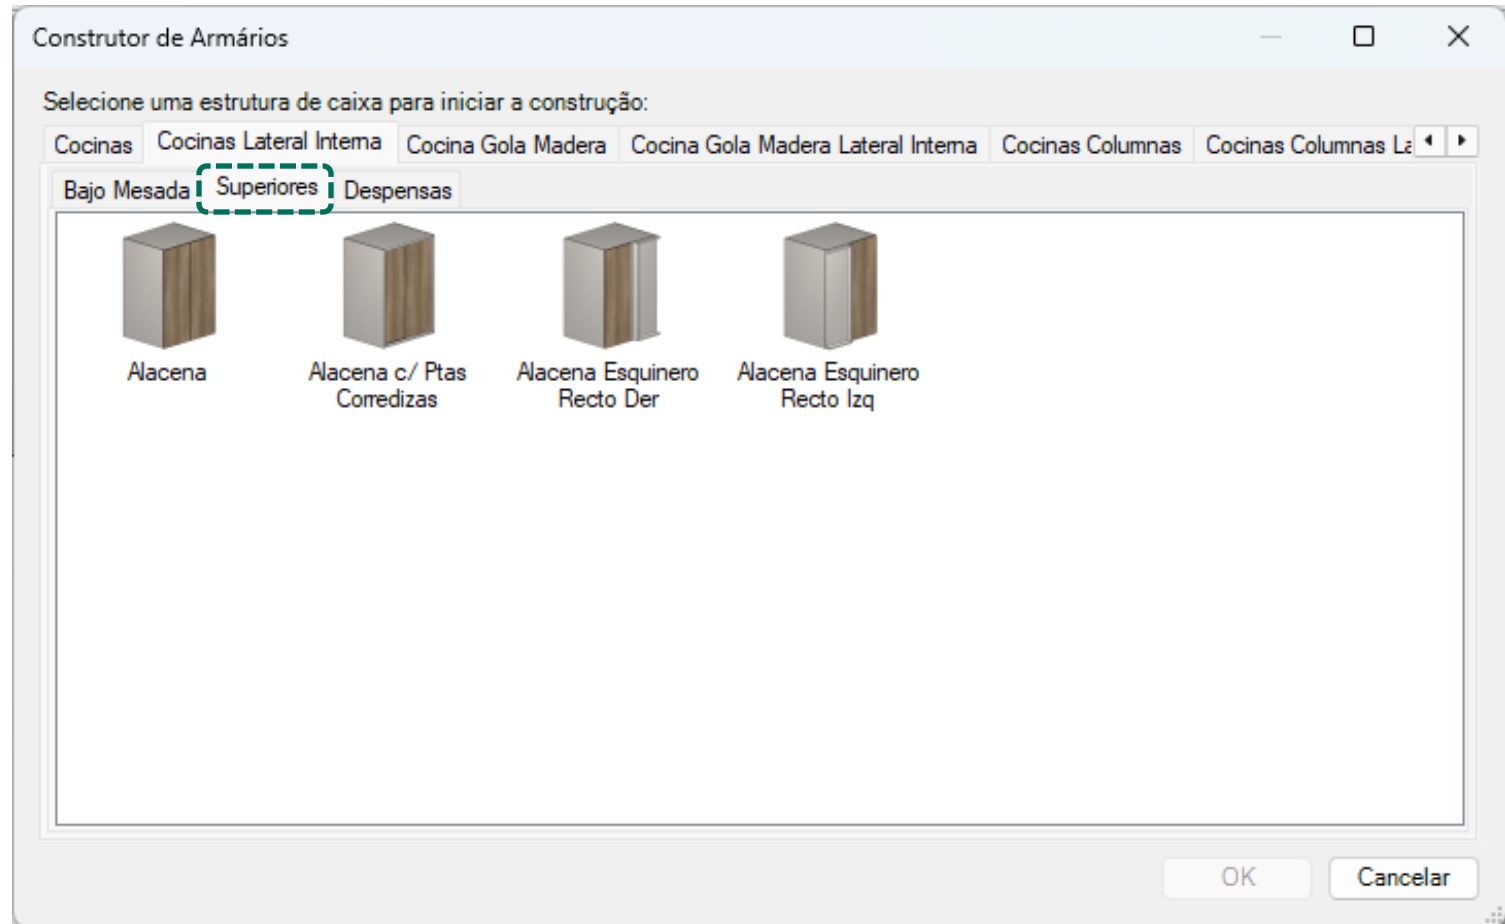 Construtor de Armários
Selecione uma estrutura de caixa para iniciar a construção:
Cocinas Cocinas Lateral Interna Cocina Gola Madera Cocina Gola Madera Lateral Interna Cocinas Columnas Cocinas Columnas
Bajo Mesada Superiores Despensas
Alacena
Alacena c/ Ptas
Corredizas
Alacena Esquinero
Recto Der
Alacena Esquinero
Recto Izq
OK Cancelar